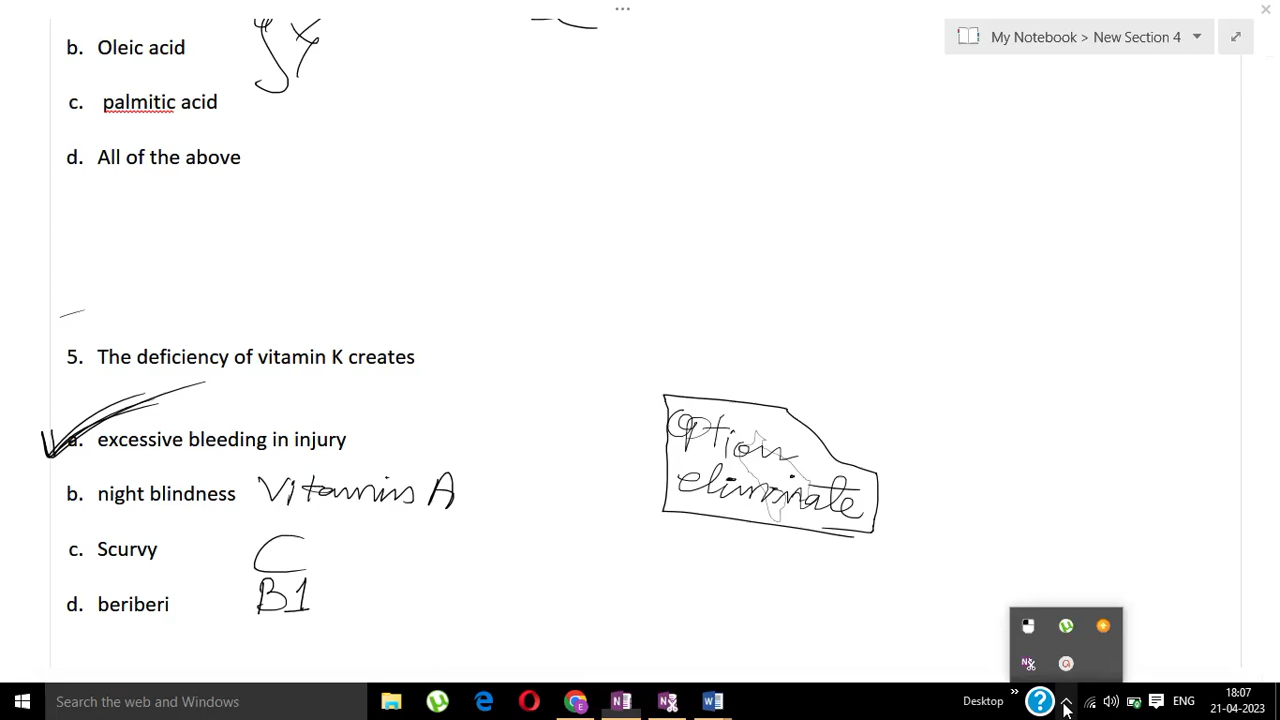 My Notebook > New Section 4
b. Oleic acid
c. palmitic acid
d. All of the above
5. The deficiency of vitamin K creates
a. excessive bleeding in injury
b. night blindness Vitamins A
c. Scurvy C
d. beriberi B1
Option
eliminate
Search the web and Windows
Desktop
ENG
18:07
21-04-2023